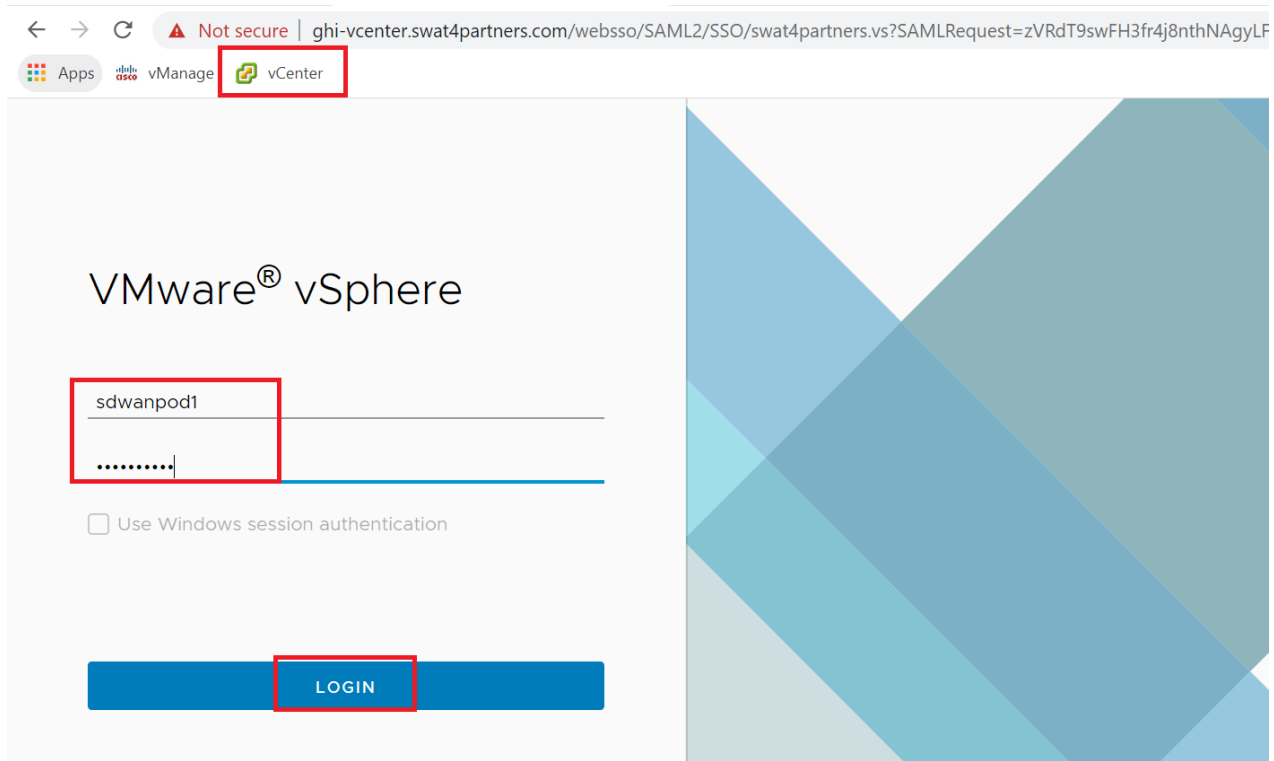 Not secure | ghi-vcenter.swat4partners.com/websso/SAML2/SSO/swat4partners.vs?SAMLRequest=zVRdT9swFH3fr4j8nthNAgyLF
Apps cisco vManage vCenter
VMware® vSphere
sdwanpod1
••••••••••
Use Windows session authentication
LOGIN